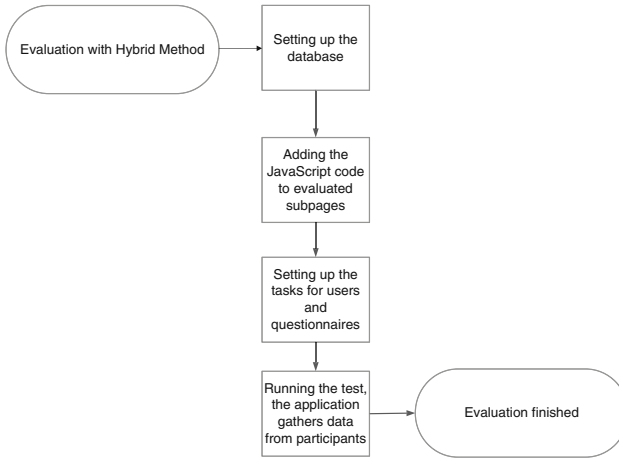 Evaluation with Hybrid Method
Setting up the
database
Adding the
JavaScript code
to evaluated
subpages
Setting up the
tasks for users
and
questionnaires
Running the test,
the application
gathers data
from participants
Evaluation finished